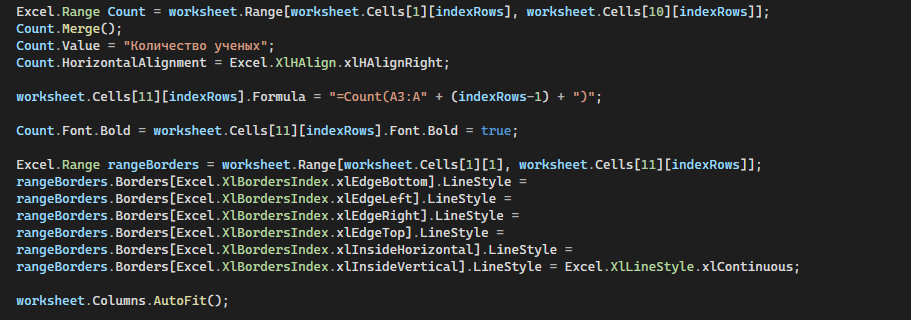 Excel.Range Count = worksheet.Range[worksheet.Cells[1][indexRows], worksheet.Cells[10][indexRows]];
Count.Merge();
Count.Value = "Количество ученых";
Count.HorizontalAlignment = Excel.XlHAlign.xlHAlignRight;
worksheet.Cells[11][indexRows].Formula = "=Count(A3:A" + (indexRows-1) + ")";
Count.Font.Bold = worksheet.Cells[11][indexRows].Font.Bold = true;
Excel.Range rangeBorders = worksheet.Range[worksheet.Cells[1][1], worksheet.Cells[11][indexRows]];
rangeBorders.Borders[Excel.XlBordersIndex.xlEdgeBottom].LineStyle =
rangeBorders.Borders[Excel.XlBordersIndex.xlEdgeLeft].LineStyle =
rangeBorders.Borders[Excel.XlBordersIndex.xlEdgeRight].LineStyle =
rangeBorders.Borders[Excel.XlBordersIndex.xlEdgeTop].LineStyle =
rangeBorders.Borders[Excel.XlBordersIndex.xlInsideHorizontal].LineStyle =
rangeBorders.Borders[Excel.XlBordersIndex.xlInsideVertical].LineStyle = Excel.XlLineStyle.xlContinuous;
worksheet.Columns.AutoFit();